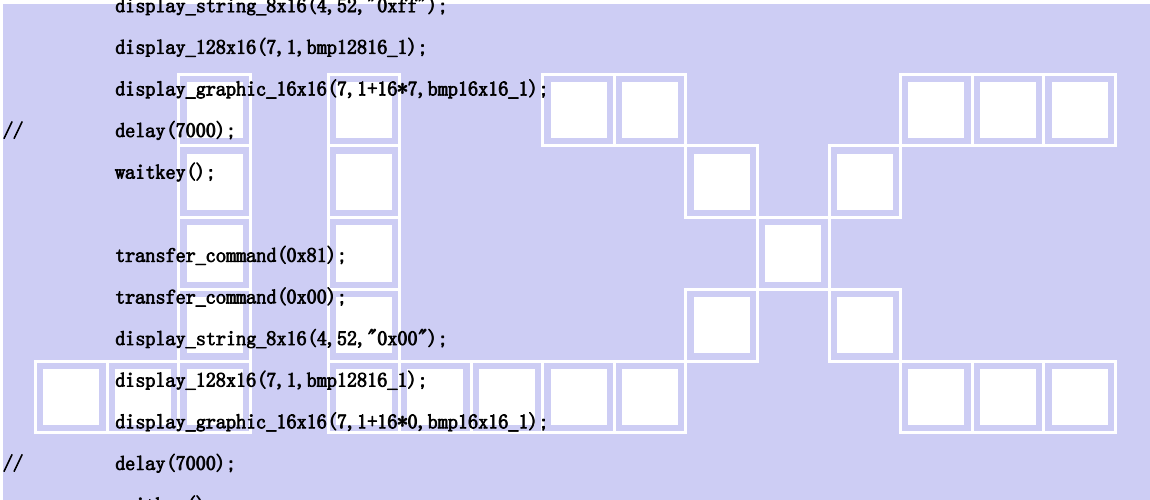 display_string_8x16(4,52,"0xff");
display_128x16(7,1,bmp12816_1);
display_graphic_16x16(7,1+16*7,bmp16x16_1);
// delay(7000);
waitkey();
transfer_command(0x81);
transfer_command(0x00);
display_string_8x16(4,52,"0x00");
display_128x16(7,1,bmp12816_1);
display_graphic_16x16(7,1+16*0,bmp16x16_1);
// delay(7000);